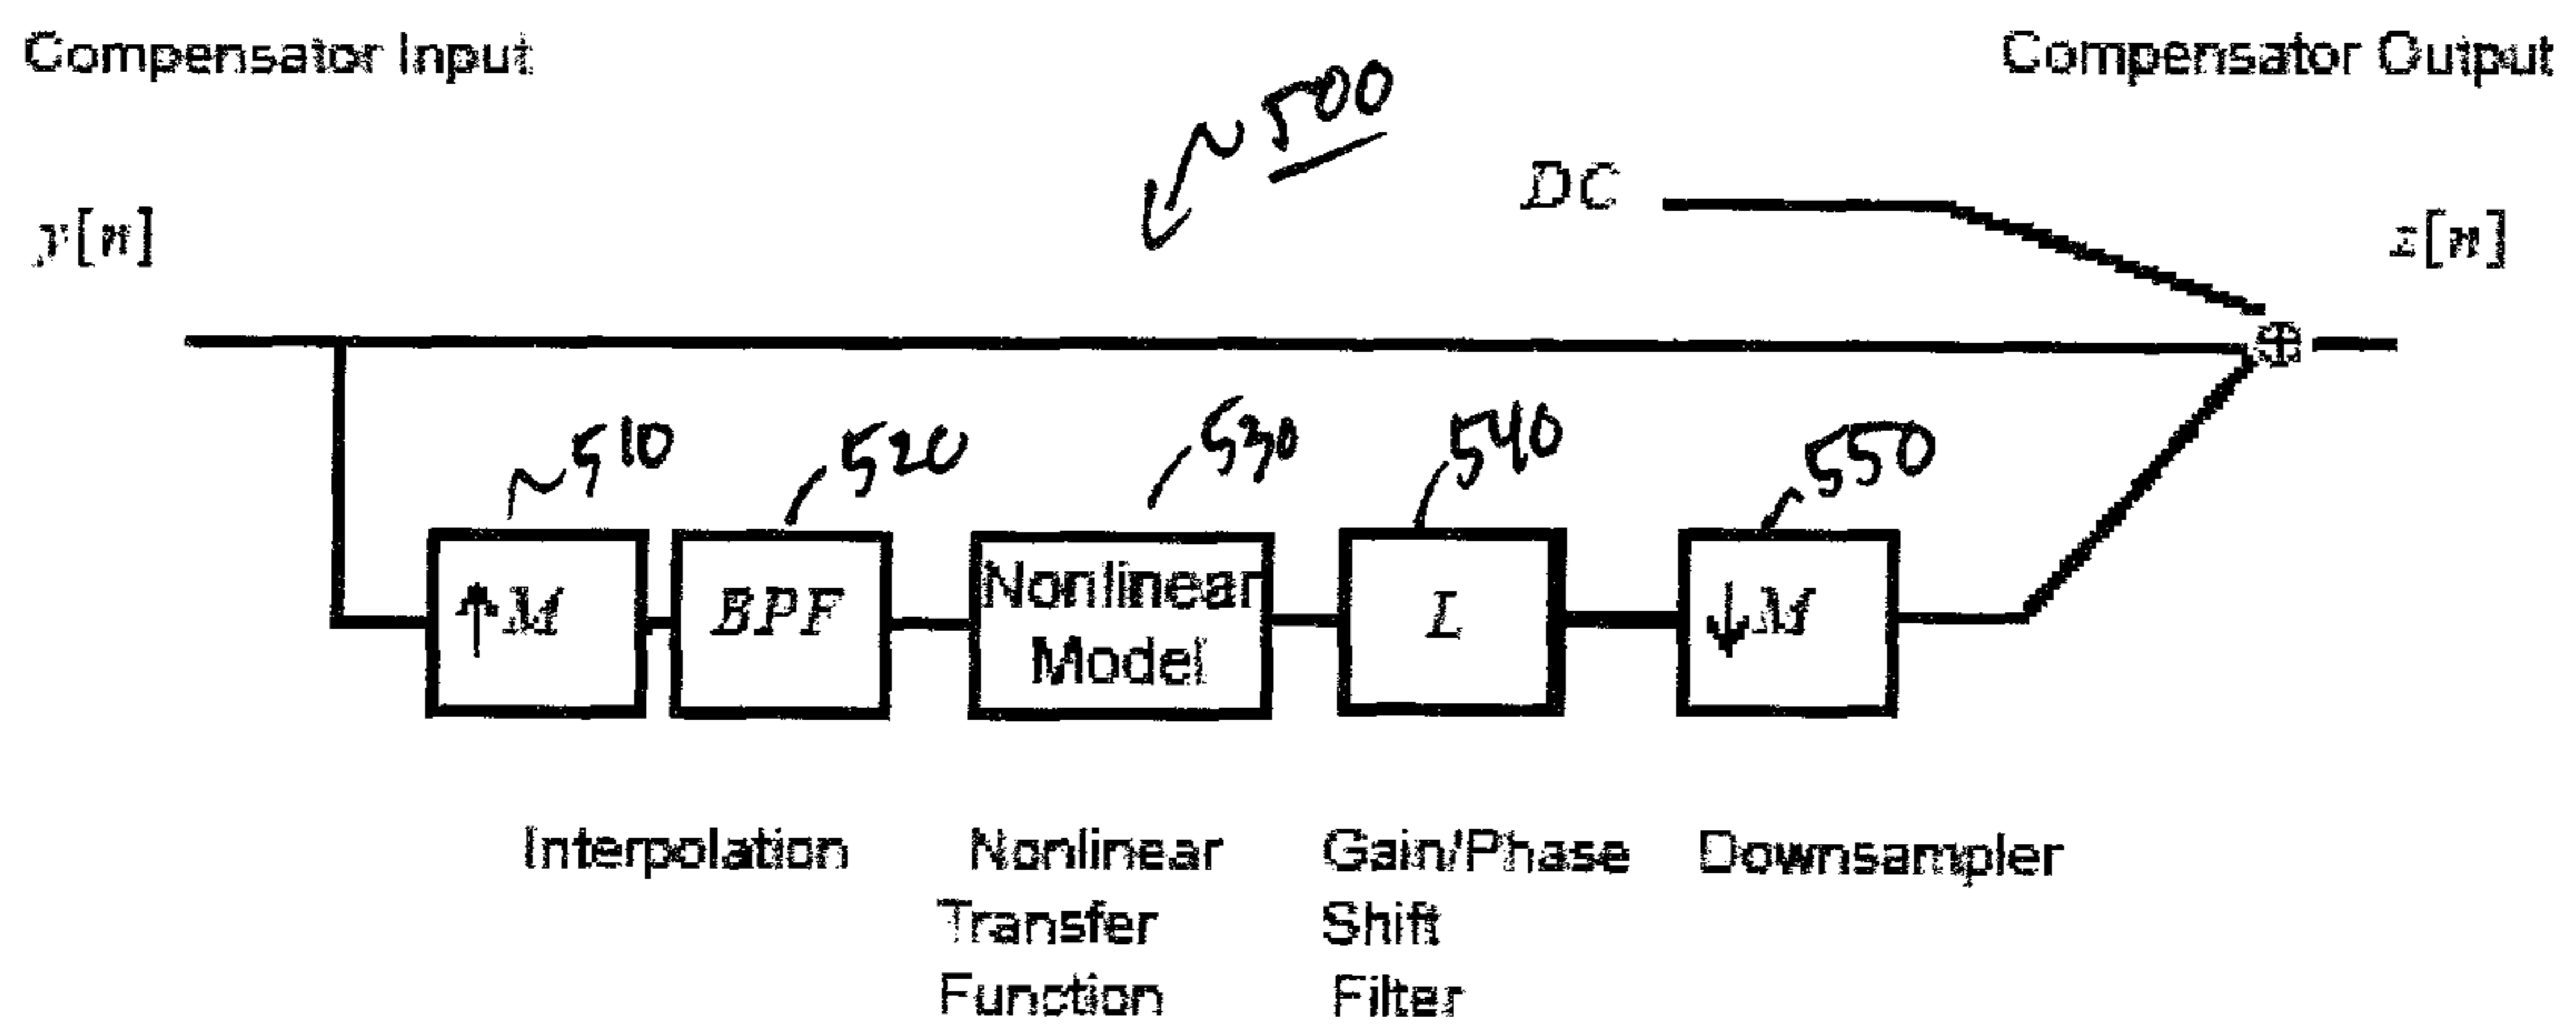 Compensator Input
Compensator Output
500
DC
y[n]
z[n]
510
520
530
540
550
↑M
BPF
Nonlinear
Model
L
↓M
Interpolation
Nonlinear
Transfer
Function
Gain/Phase
Shift
Filter
Downsampler